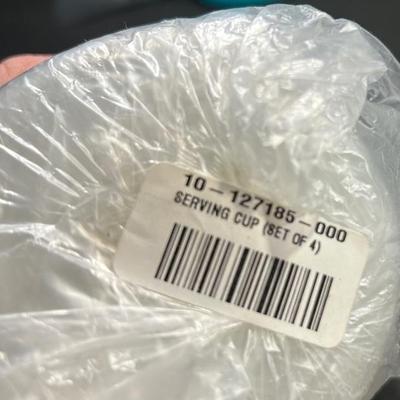 10-127185-000
SERVING CUP (SET OF 4)